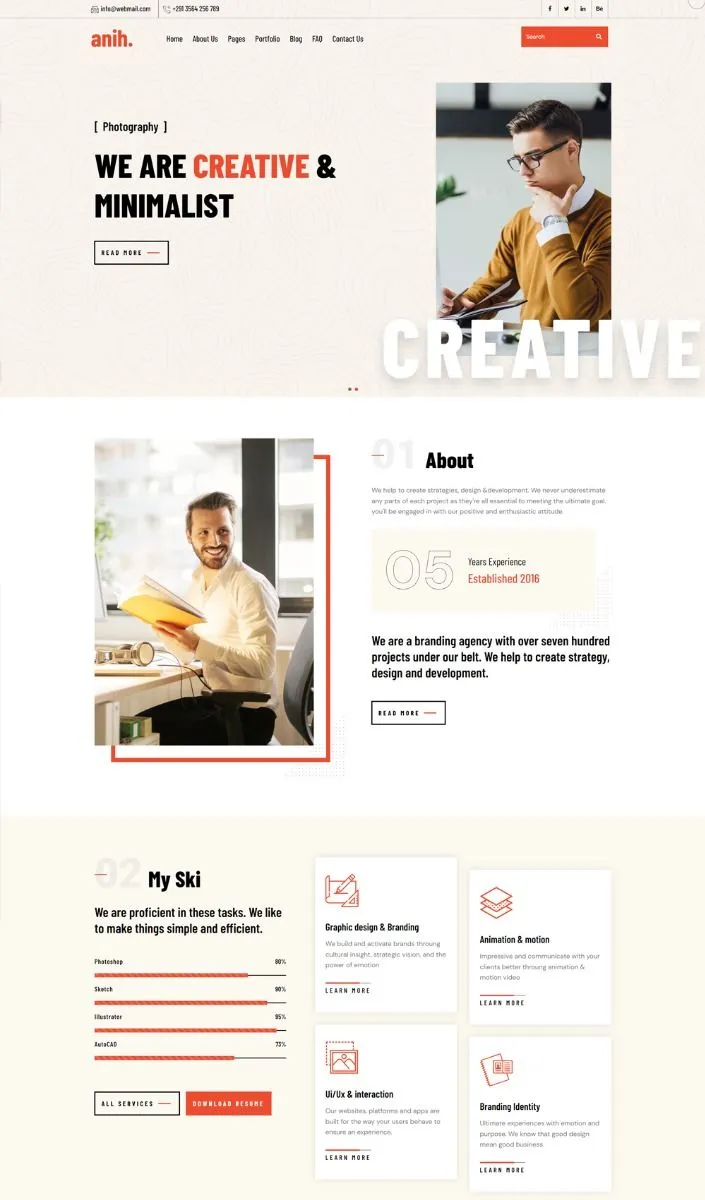 info@webmail.com
+291 3564 256 789
f
in
Bē
anih.
Home About Us Pages Portfolio Blog FAQ Contact Us
Search
[ Photography ]
WE ARE CREATIVE &
MINIMALIST
READ MORE
CREATIVE
01 About
We help to create strategies, design & development. We never underestimate
any parts of each project as they're all essential to meeting the ultimate goal.
you'll be engaged in with our positive and enthusiastic attitude.
05
Years Experience
Established 2016
We are a branding agency with over seven hundred
projects under our belt. We help to create strategy,
design and development.
READ MORE
02 My Ski
We are proficient in these tasks. We like
to make things simple and efficient.
Photoshop 80%
Sketch 90%
Illustrator 95%
AutoCAD 73%
ALL SERVICES
DOWNLOAD RESUME
Graphic design & Branding
We build and activate brands throung
cultural insight, strategic vision, and the
power of emotion
LEARN MORE
Animation & motion
Impressive and communicate with your
clients better throung animation &
motion video
LEARN MORE
Ui/Ux & interaction
Our websites, platforms and apps are
built for the way your users behave to
ensure an experience.
LEARN MORE
Branding Identity
Ultimate experiences with emotion and
purpose. We know that good design
mean good business.
LEARN MORE